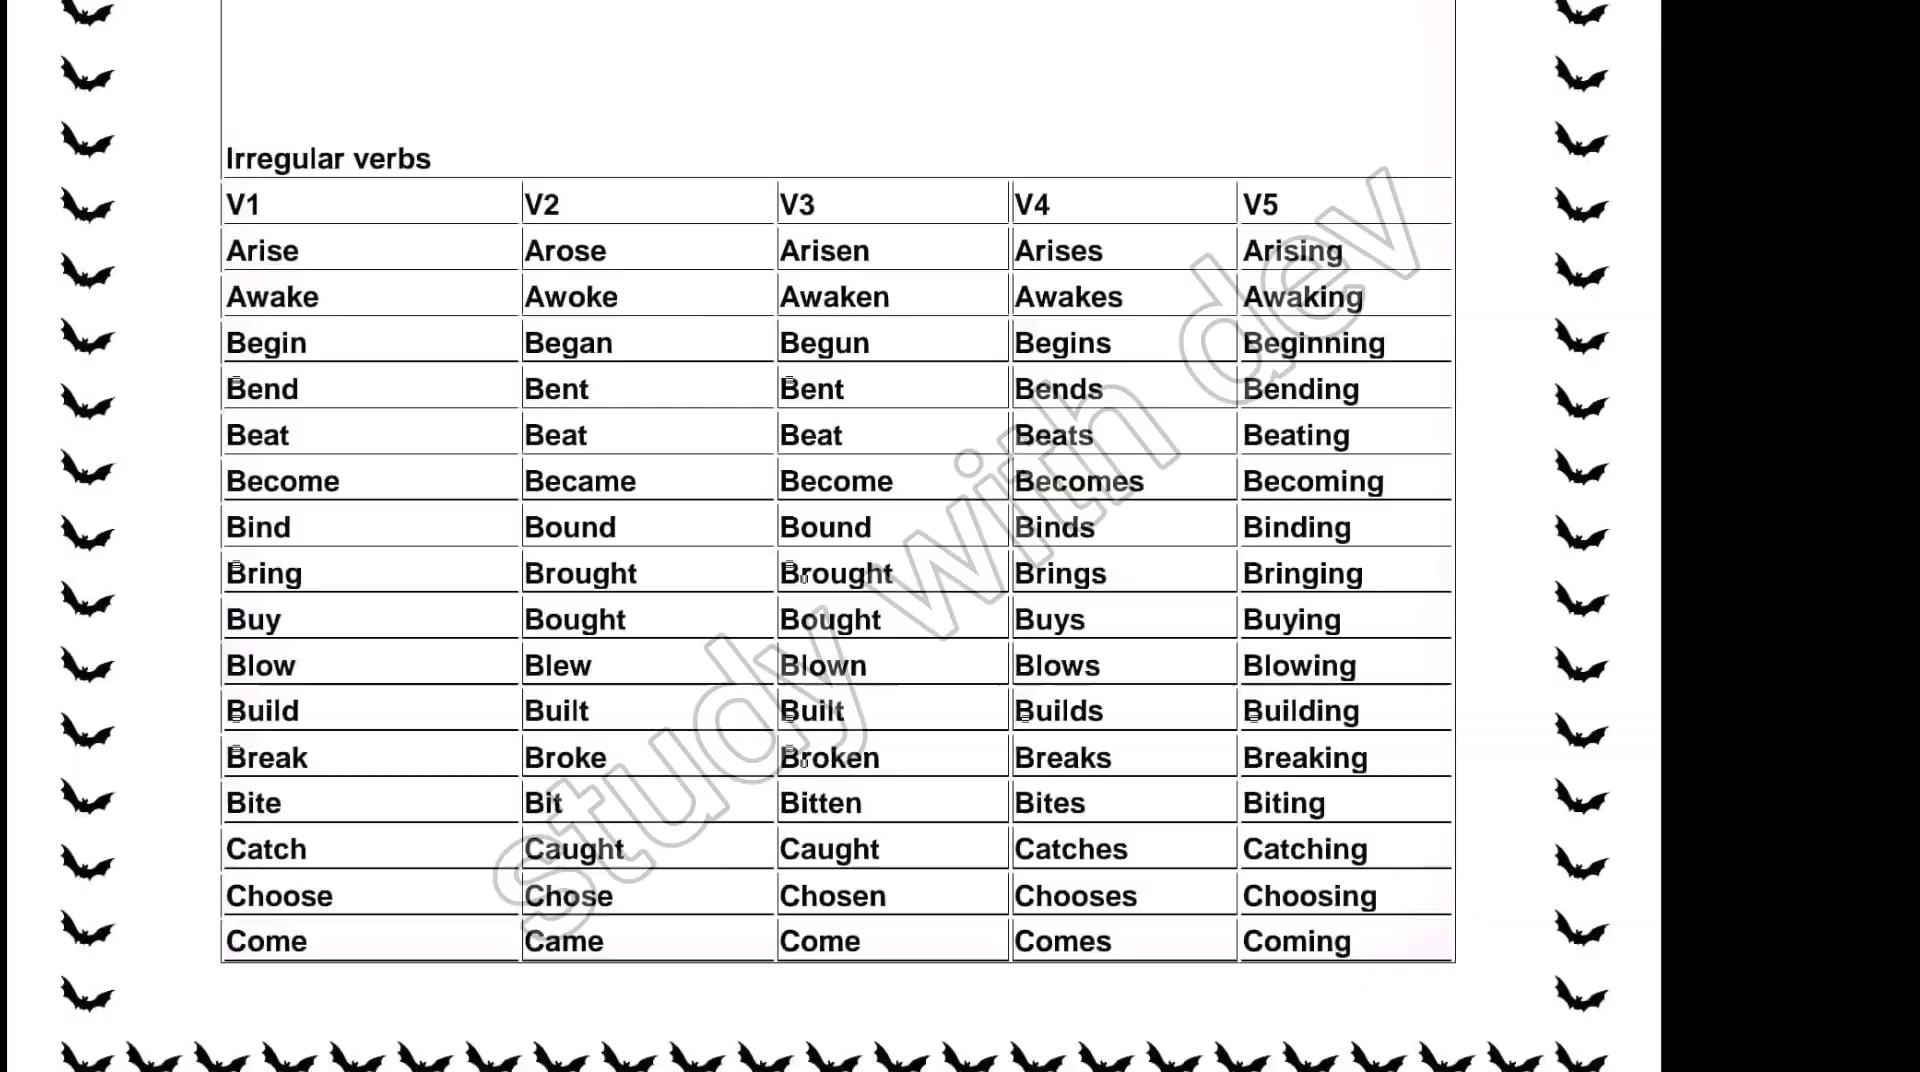 Irregular verbs
V1 V2 V3 V4 V5
Arise Arose Arisen Arises Arising
Awake Awoke Awaken Awakes Awaking
Begin Began Begun Begins Beginning
Bend Bent Bent Bends Bending
Beat Beat Beat Beats Beating
Become Became Become Becomes Becoming
Bind Bound Bound Binds Binding
Bring Brought Brought Brings Bringing
Buy Bought Bought Buys Buying
Blow Blew Blown Blows Blowing
Build Built Built Builds Building
Break Broke Broken Breaks Breaking
Bite Bit Bitten Bites Biting
Catch Caught Caught Catches Catching
Choose Chose Chosen Chooses Choosing
Come Came Come Comes Coming
study with dev